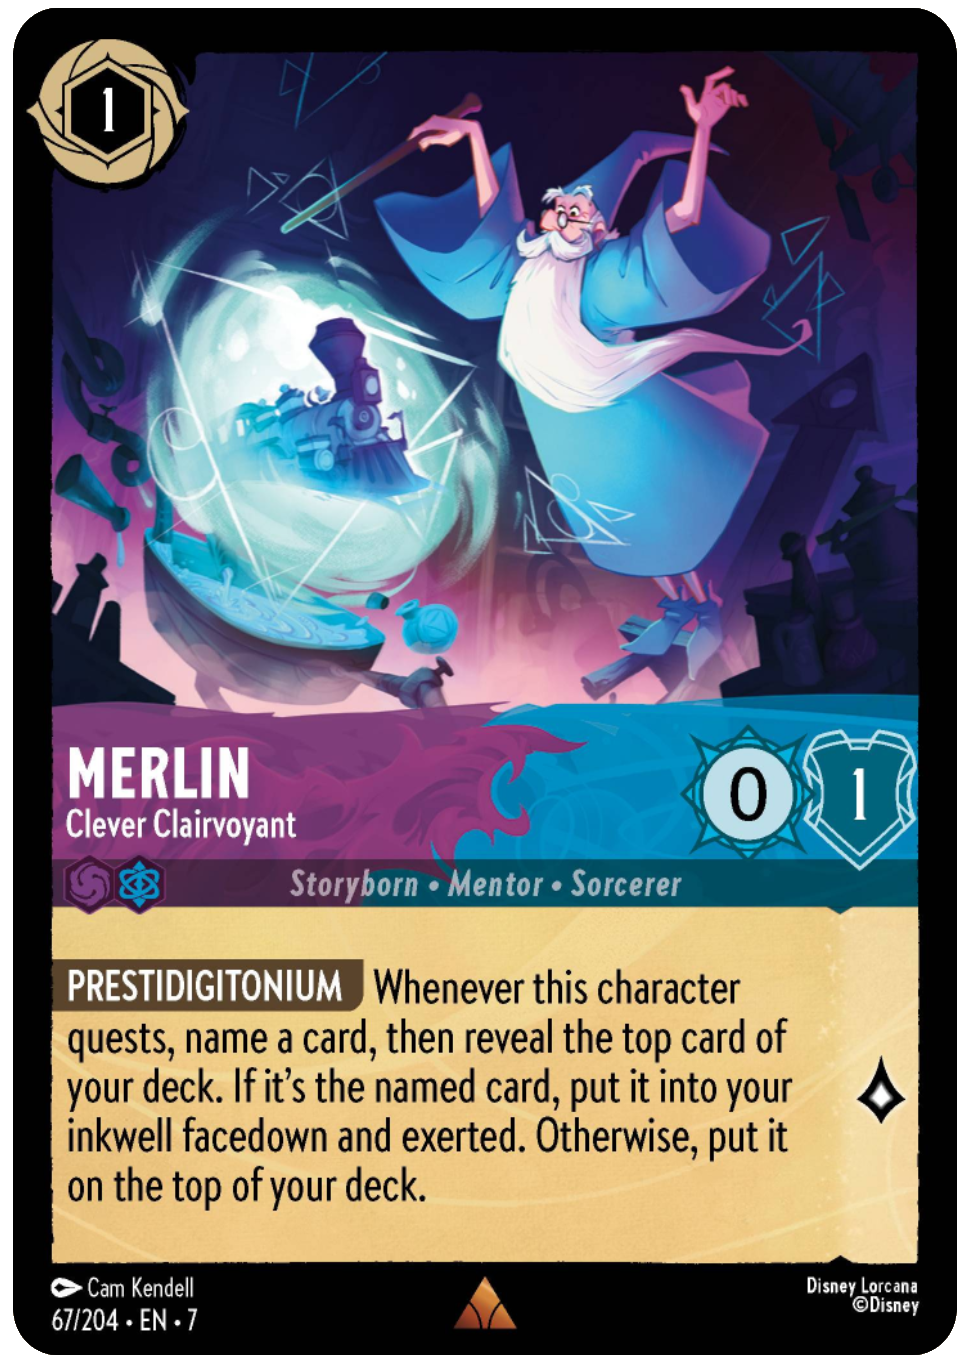 1
MERLIN
Clever Clairvoyant
0
1
Storyborn • Mentor • Sorcerer
PRESTIDIGITONIUM Whenever this character
quests, name a card, then reveal the top card of
your deck. If it's the named card, put it into your
inkwell facedown and exerted. Otherwise, put it
on the top of your deck.
Cam Kendell
67/204 • EN • 7
Disney Lorcana
©Disney